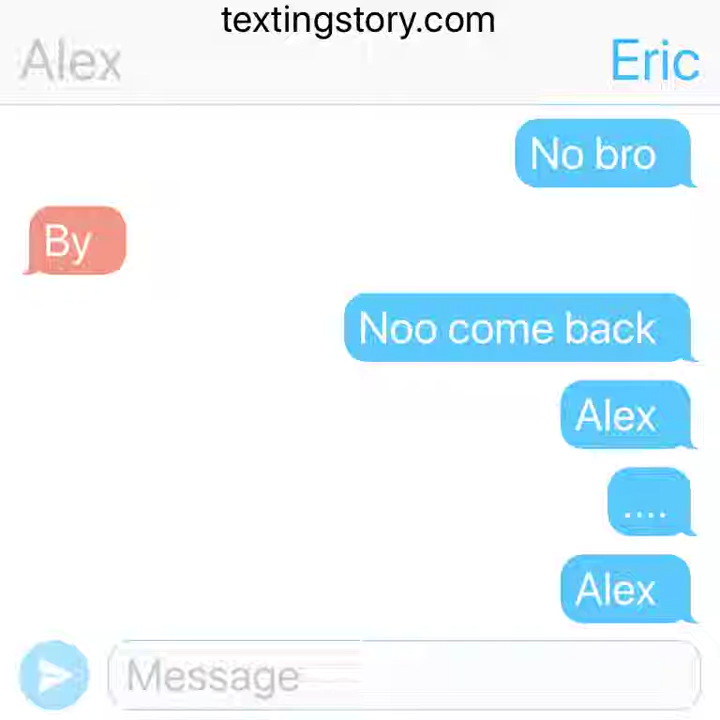 textingstory.com
Alex
Eric
No bro
By
Noo come back
Alex
....
Alex
Message